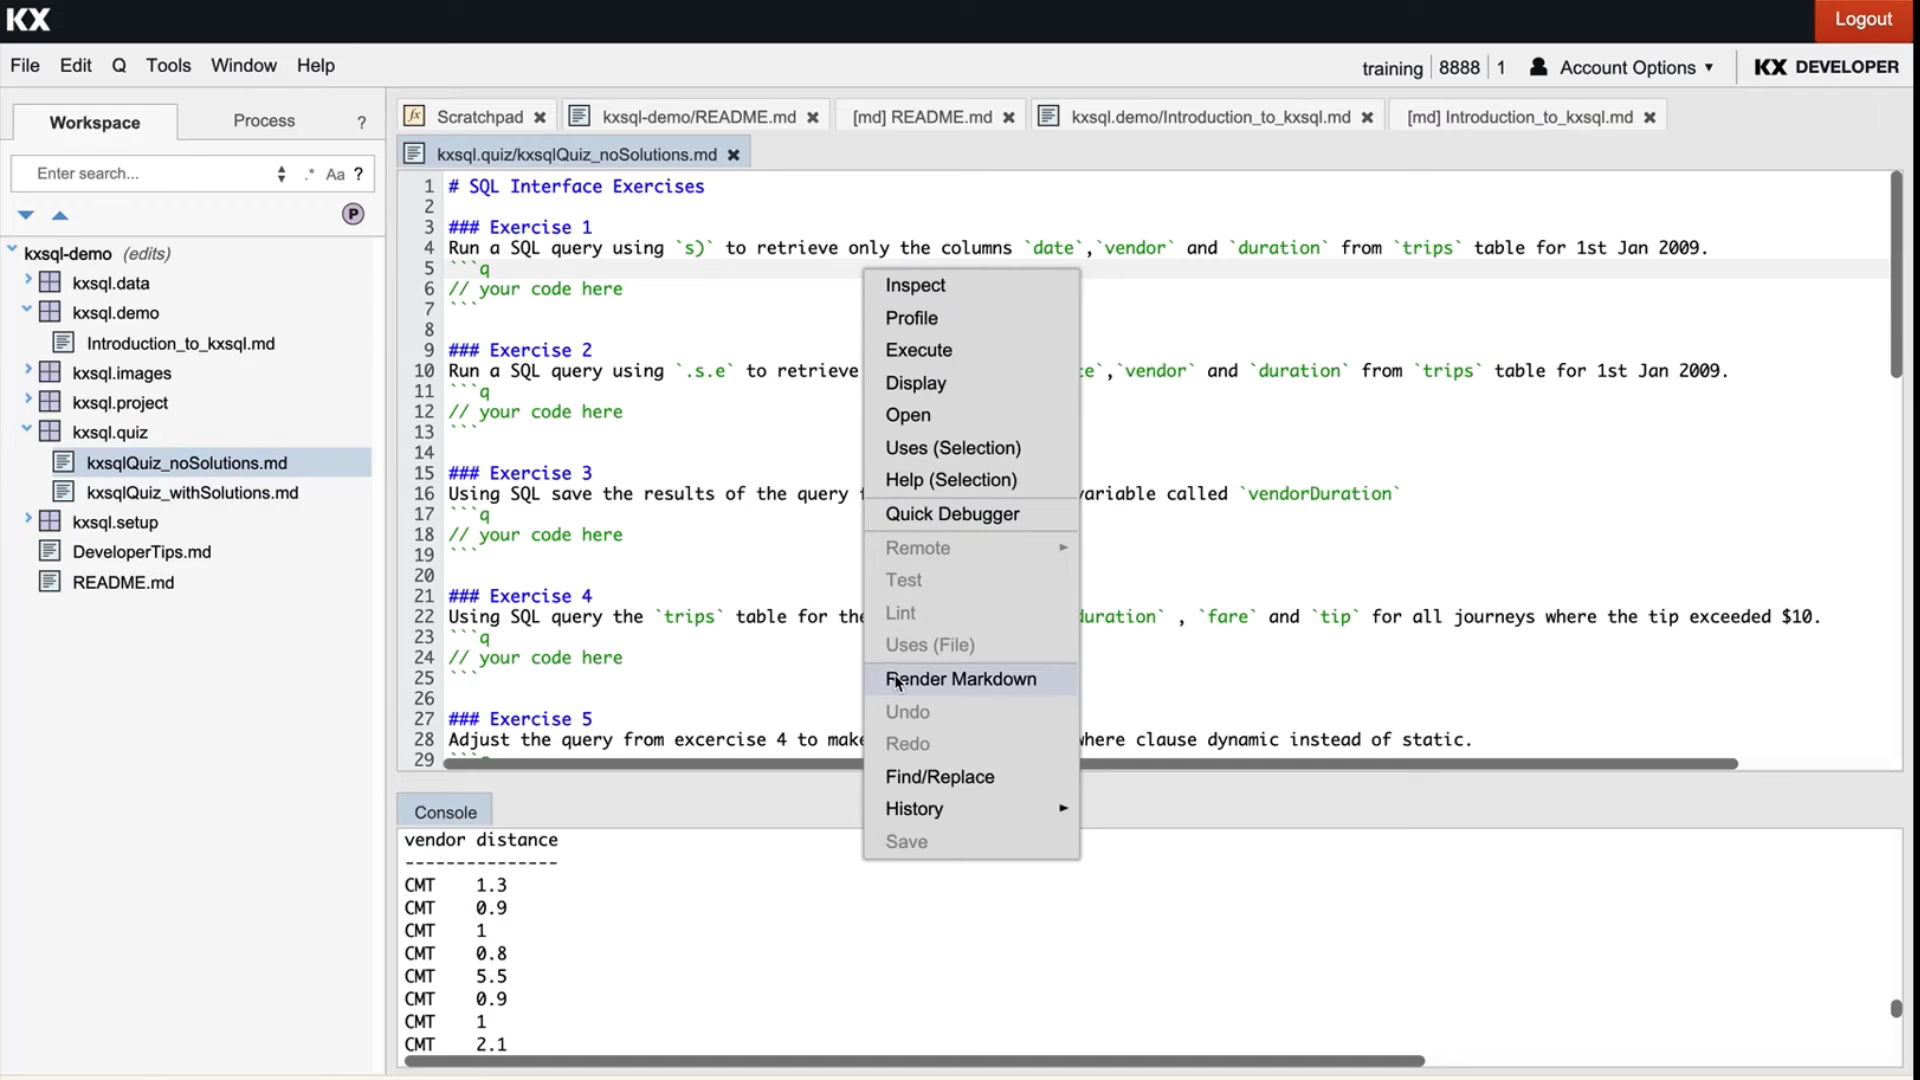 KX
Logout
File Edit Q Tools Window Help
training 8888 1 Account Options KX DEVELOPER
Workspace Process ?
Enter search... .* Aa ?
P
kxsql-demo (edits)
kxsql.data
kxsql.demo
Introduction_to_kxsql.md
kxsql.images
kxsql.project
kxsql.quiz
kxsqlQuiz_noSolutions.md
kxsqlQuiz_withSolutions.md
kxsql.setup
DeveloperTips.md
README.md
Scratchpad kxsql-demo/README.md [md] README.md kxsql.demo/Introduction_to_kxsql.md [md] Introduction_to_kxsql.md
kxsql.quiz/kxsqlQuiz_noSolutions.md
1 # SQL Interface Exercises
2
3 ### Exercise 1
4 Run a SQL query using `s)` to retrieve only the columns `date`,`vendor` and `duration` from `trips` table for 1st Jan 2009.
5 ```q
6 // your code here
7 ```
8
9 ### Exercise 2
10 Run a SQL query using `.s.e` to retrieve te`,`vendor` and `duration` from `trips` table for 1st Jan 2009.
11 ```q
12 // your code here
13 ```
14
15 ### Exercise 3
16 Using SQL save the results of the query variable called `vendorDuration`
17 ```q
18 // your code here
19 ```
20
21 ### Exercise 4
22 Using SQL query the `trips` table for the duration` , `fare` and `tip` for all journeys where the tip exceeded $10.
23 ```q
24 // your code here
25 ```
26
27 ### Exercise 5
28 Adjust the query from excercise 4 to make where clause dynamic instead of static.
29
Inspect
Profile
Execute
Display
Open
Uses (Selection)
Help (Selection)
Quick Debugger
Remote
Test
Lint
Uses (File)
Render Markdown
Undo
Redo
Find/Replace
History
Save
Console
vendor distance
---------------
CMT 1.3
CMT 0.9
CMT 1
CMT 0.8
CMT 5.5
CMT 0.9
CMT 1
CMT 2.1